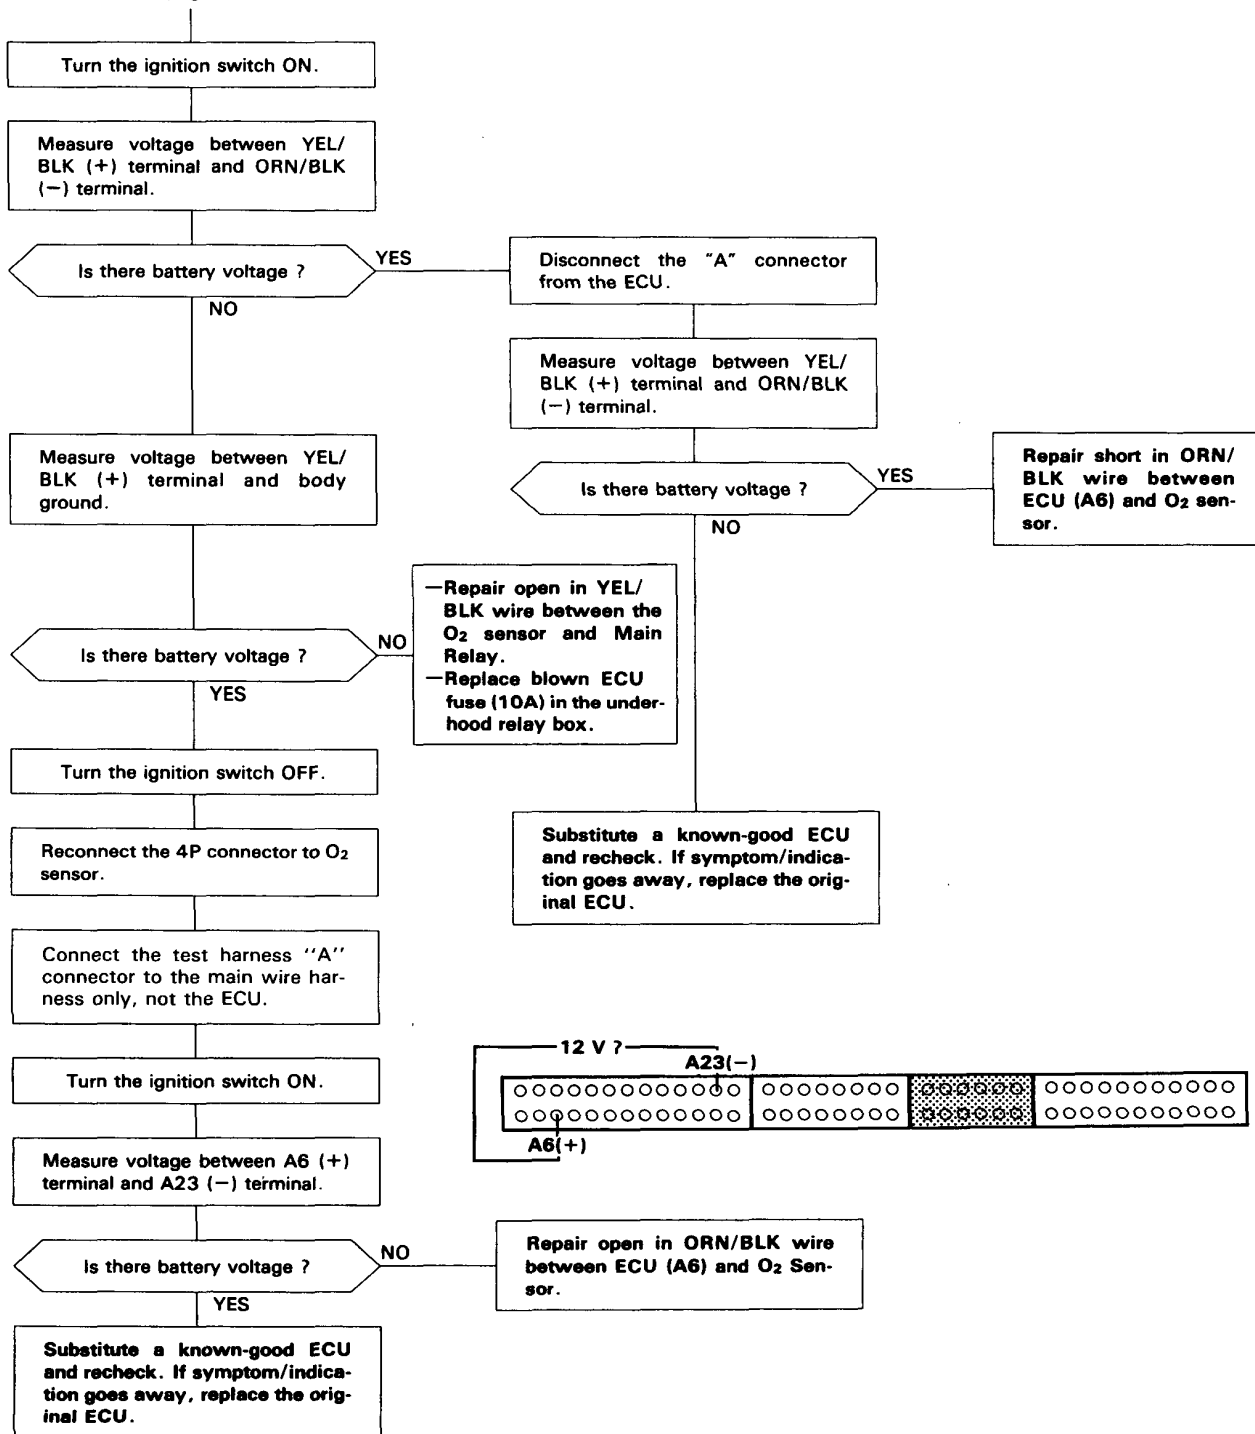 Turn the ignition switch ON.
Measure voltage between YEL/
BLK (+) terminal and ORN/BLK
(−) terminal.
Is there battery voltage ?
YES
NO
Disconnect the "A" connector
from the ECU.
Measure voltage between YEL/
BLK (+) terminal and ORN/BLK
(−) terminal.
Is there battery voltage ?
YES
NO
Repair short in ORN/
BLK wire between
ECU (A6) and O2 sen-
sor.
Measure voltage between YEL/
BLK (+) terminal and body
ground.
Is there battery voltage ?
NO
YES
—Repair open in YEL/
BLK wire between the
O2 sensor and Main
Relay.
—Replace blown ECU
fuse (10A) in the under-
hood relay box.
Turn the ignition switch OFF.
Reconnect the 4P connector to O2
sensor.
Substitute a known-good ECU
and recheck. If symptom/indica-
tion goes away, replace the orig-
inal ECU.
Connect the test harness "A"
connector to the main wire har-
ness only, not the ECU.
Turn the ignition switch ON.
12 V ?
A23(−)
A6(+)
Measure voltage between A6 (+)
terminal and A23 (−) terminal.
Is there battery voltage ?
NO
YES
Repair open in ORN/BLK wire
between ECU (A6) and O2 Sen-
sor.
Substitute a known-good ECU
and recheck. If symptom/indica-
tion goes away, replace the orig-
inal ECU.